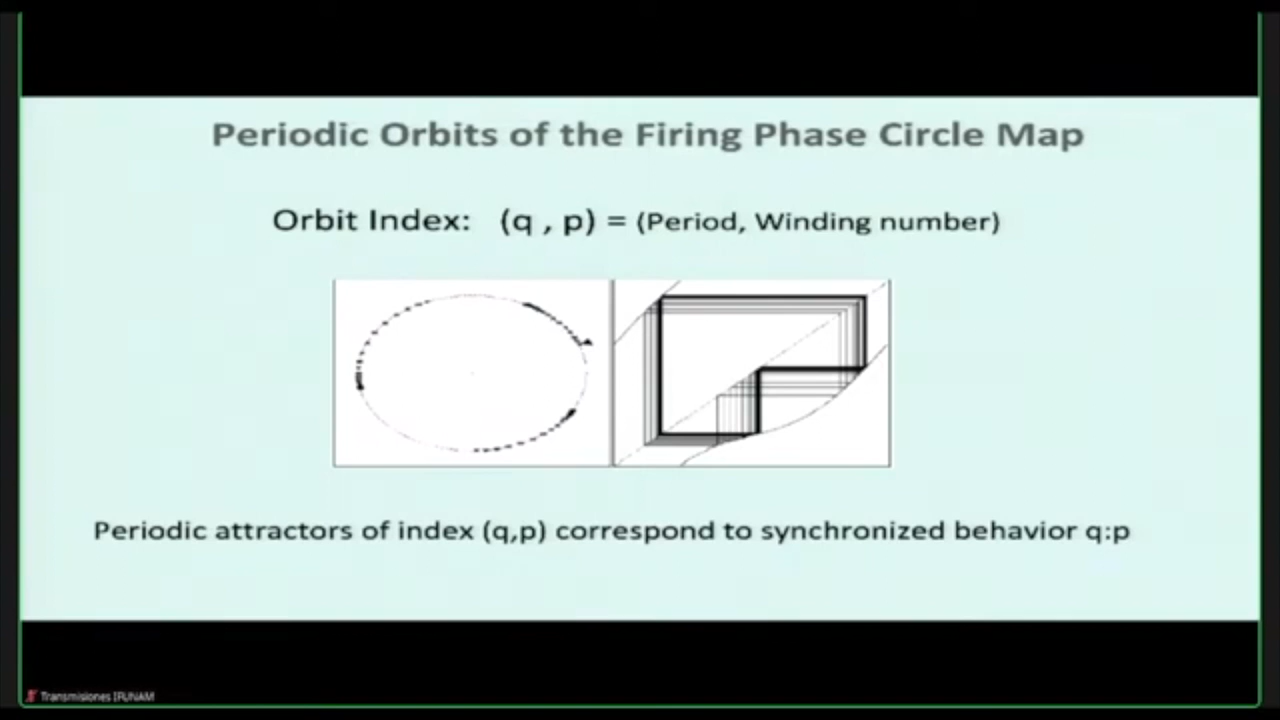 Periodic Orbits of the Firing Phase Circle Map
Orbit Index: (q , p) = (Period, Winding number)
Periodic attractors of index (q,p) correspond to synchronized behavior q:p
Transmisiones IFUNAM